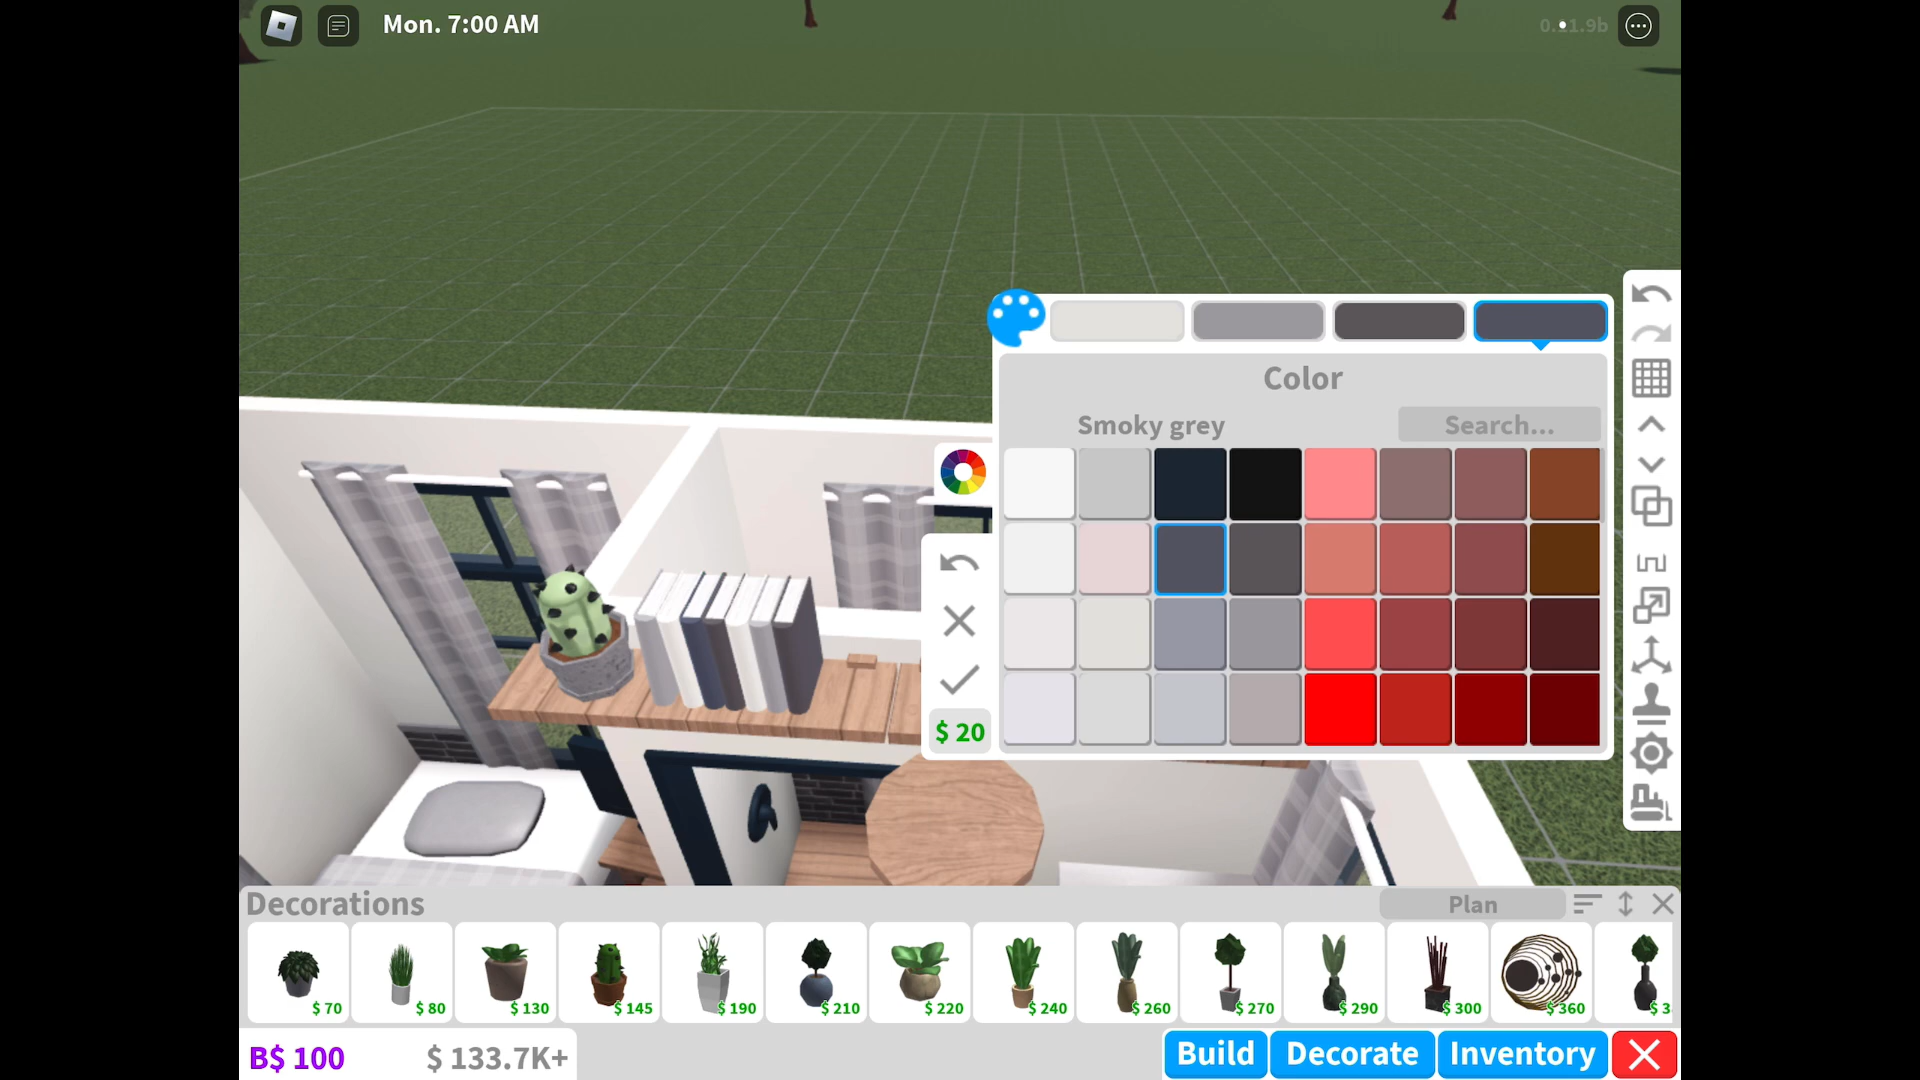 Mon. 7:00 AM
Color
Smoky grey
Search...
$ 20
Decorations
Plan
$ 70
$ 80
$ 130
$ 145
$ 190
$ 210
$ 220
$ 240
$ 260
$ 270
$ 290
$ 300
$ 360
B$ 100
$ 133.7K+
Build
Decorate
Inventory